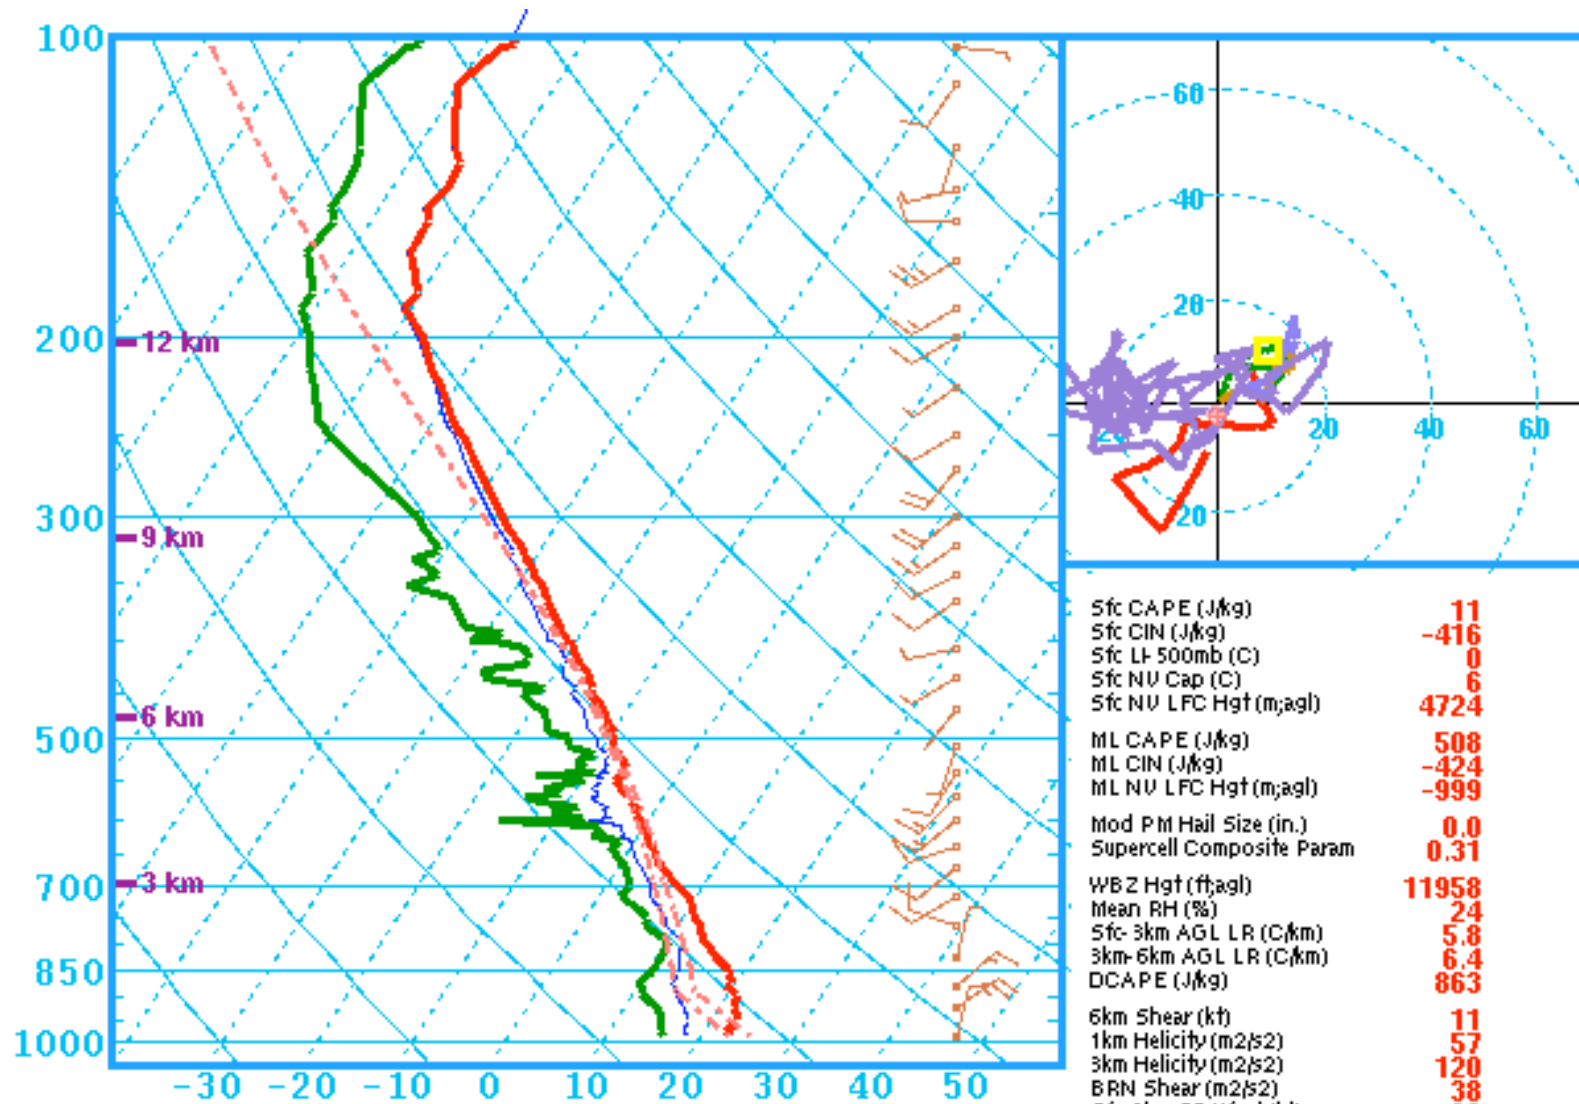 100
200
300
500
700
850
1000
12 km
9 km
6 km
3 km
-30 -20 -10 0 10 20 30 40 50
60
40
20
20 20 40 60
20
Sfc CAPE (J/kg) 11
Sfc CIN (J/kg) -416
Sfc LI-500mb (C) 0
Sfc NV Cap (C) 6
Sfc NV LFC Hgt (m;agl) 4724
ML CAPE (J/kg) 508
ML CIN (J/kg) -424
ML NV LFC Hgt (m;agl) -999
Mod PM Hail Size (in.) 0.0
Supercell Composite Param 0.31
WBZ Hgt (ft;agl) 11958
Mean RH (%) 24
Sfc-3km AGL LR (C/km) 5.8
3km-6km AGL LR (C/km) 6.4
DCAPE (J/kg) 863
6km Shear (kt) 11
1km Helicity (m2/s2) 57
3km Helicity (m2/s2) 120
BRN Shear (m2/s2) 38